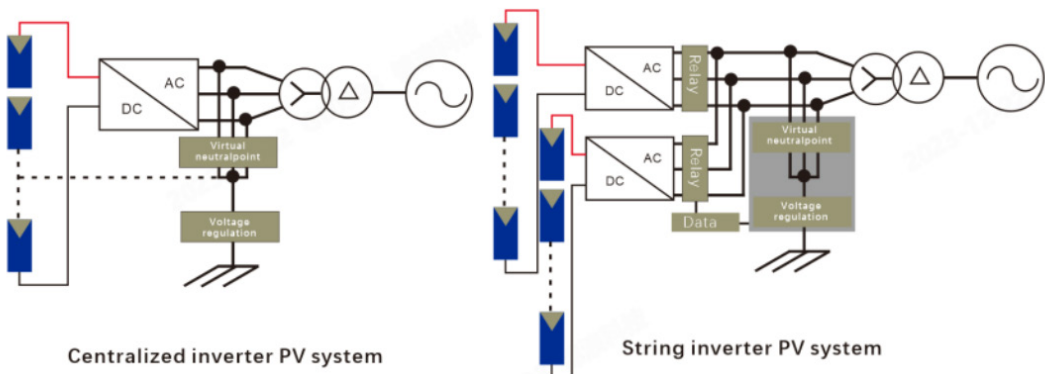 AC
DC
Virtual
neutralpoint
Voltage
regulation
Centralized inverter PV system
AC
DC
Relay
AC
DC
Relay
Data
Virtual
neutralpoint
Voltage
regulation
String inverter PV system